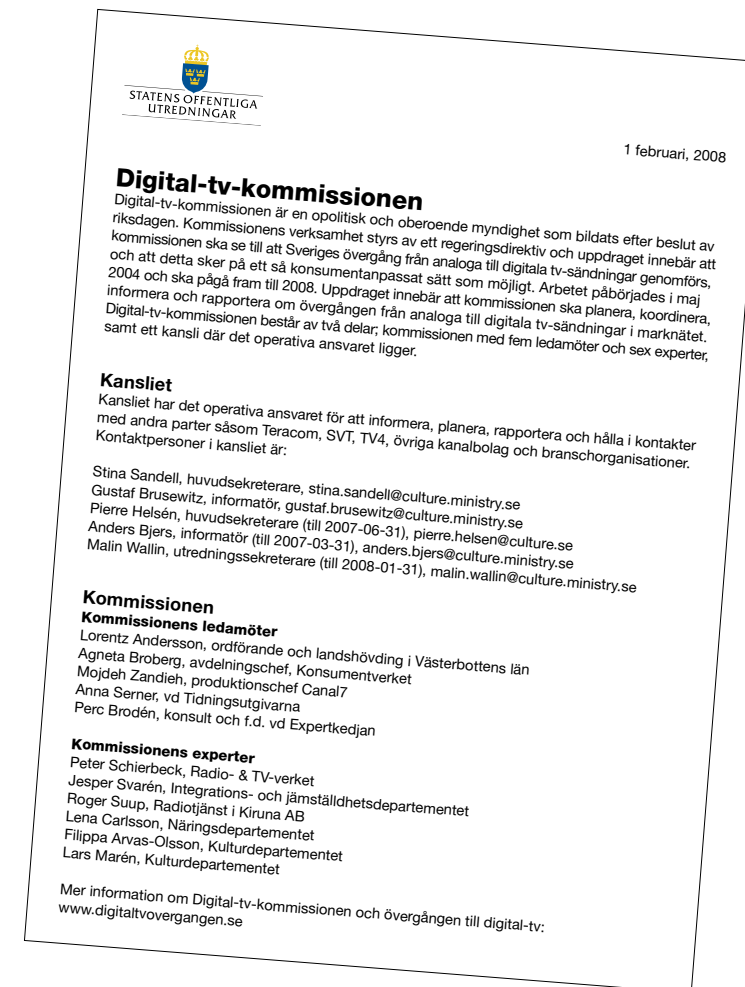 STATENS OFFENTLIGA
UTREDNINGAR
1 februari, 2008
Digital-tv-kommissionen
Digital-tv-kommissionen är en opolitisk och oberoende myndighet som bildats efter beslut av
riksdagen. Kommissionens verksamhet styrs av ett regeringsdirektiv och uppdraget innebär att
kommissionen ska se till att Sveriges övergång från analoga till digitala tv-sändningar genomförs,
och att detta sker på ett så konsumentanpassat sätt som möjligt. Arbetet påbörjades i maj
2004 och ska pågå fram till 2008. Uppdraget innebär att kommissionen ska planera, koordinera,
informera och rapportera om övergången från analoga till digitala tv-sändningar i marknätet.
Digital-tv-kommissionen består av två delar; kommissionen med fem ledamöter och sex experter,
samt ett kansli där det operativa ansvaret ligger.
Kansliet
Kansliet har det operativa ansvaret för att informera, planera, rapportera och hålla i kontakter
med andra parter såsom Teracom, SVT, TV4, övriga kanalbolag och branschorganisationer.
Kontaktpersoner i kansliet är:
Stina Sandell, huvudsekreterare, stina.sandell@culture.ministry.se
Gustaf Brusewitz, informatör, gustaf.brusewitz@culture.ministry.se
Pierre Helsén, huvudsekreterare (till 2007-06-31), pierre.helsen@culture.se
Anders Bjers, informatör (till 2007-03-31), anders.bjers@culture.ministry.se
Malin Wallin, utredningssekreterare (till 2008-01-31), malin.wallin@culture.ministry.se
Kommissionen
Kommissionens ledamöter
Lorentz Andersson, ordförande och landshövding i Västerbottens län
Agneta Broberg, avdelningschef, Konsumentverket
Mojdeh Zandieh, produktionschef Canal7
Anna Serner, vd Tidningsutgivarna
Perc Brodén, konsult och f.d. vd Expertkedjan
Kommissionens experter
Peter Schierbeck, Radio- & TV-verket
Jesper Svarén, Integrations- och jämställdhetsdepartementet
Roger Suup, Radiotjänst i Kiruna AB
Lena Carlsson, Näringsdepartementet
Filippa Arvas-Olsson, Kulturdepartementet
Lars Marén, Kulturdepartementet
Mer information om Digital-tv-kommissionen och övergången till digital-tv:
www.digitaltvovergangen.se